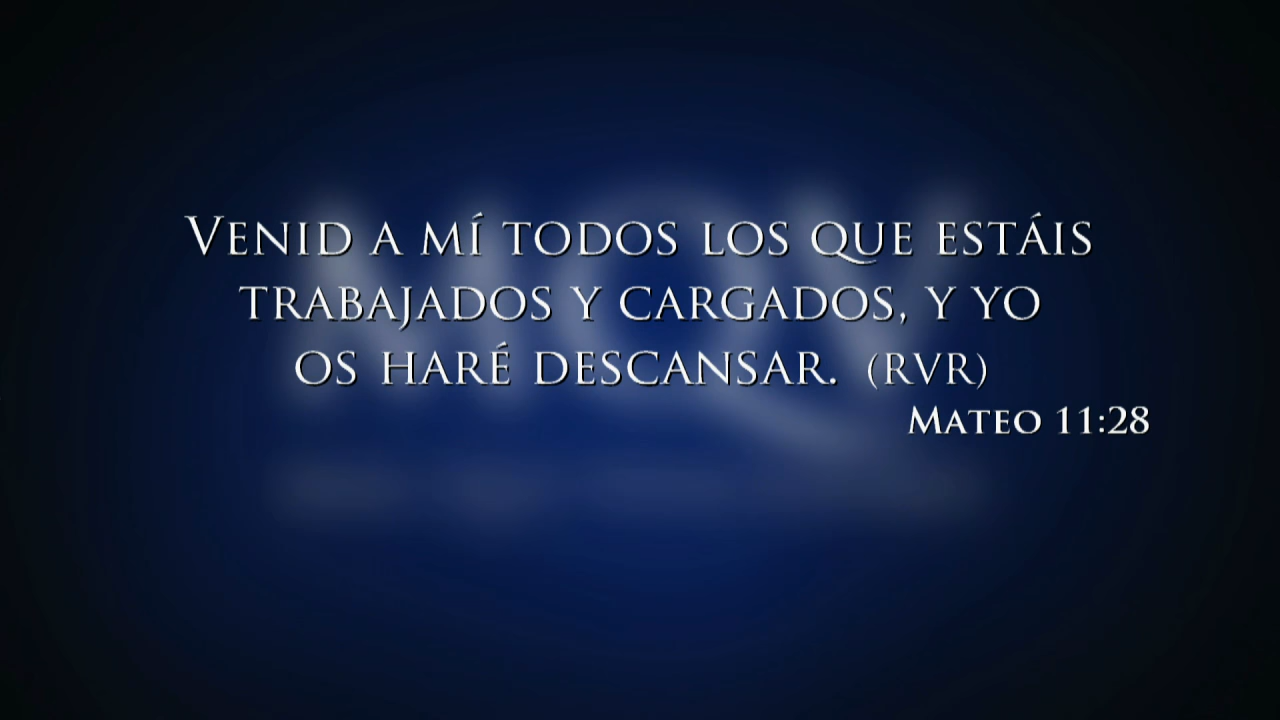 Venid a mí todos los que estáis
trabajados y cargados, y yo
os haré descansar. (RVR)
Mateo 11:28